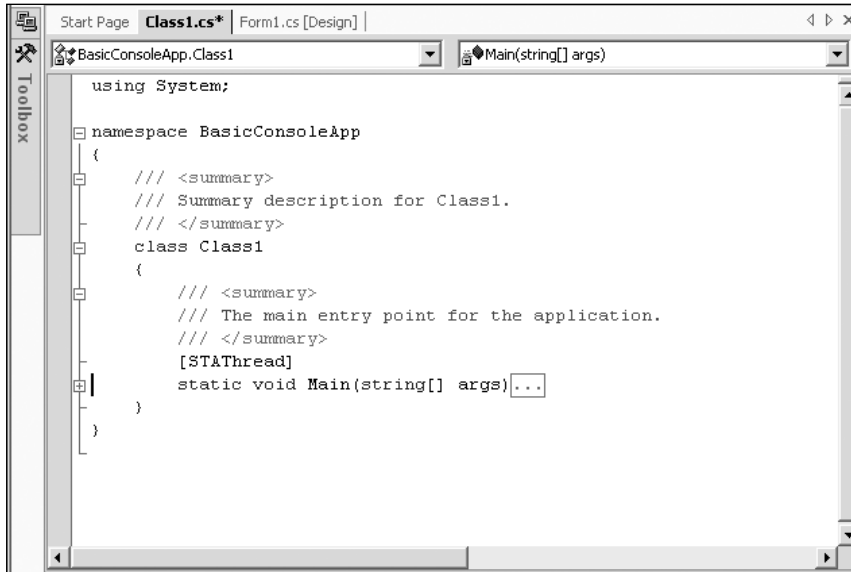 Start Page Class1.cs* Form1.cs [Design]
BasicConsoleApp.Class1 Main(string[] args)
Toolbox
using System;
namespace BasicConsoleApp
{
/// <summary>
/// Summary description for Class1.
/// </summary>
class Class1
{
/// <summary>
/// The main entry point for the application.
/// </summary>
[STAThread]
static void Main(string[] args)...
}
}